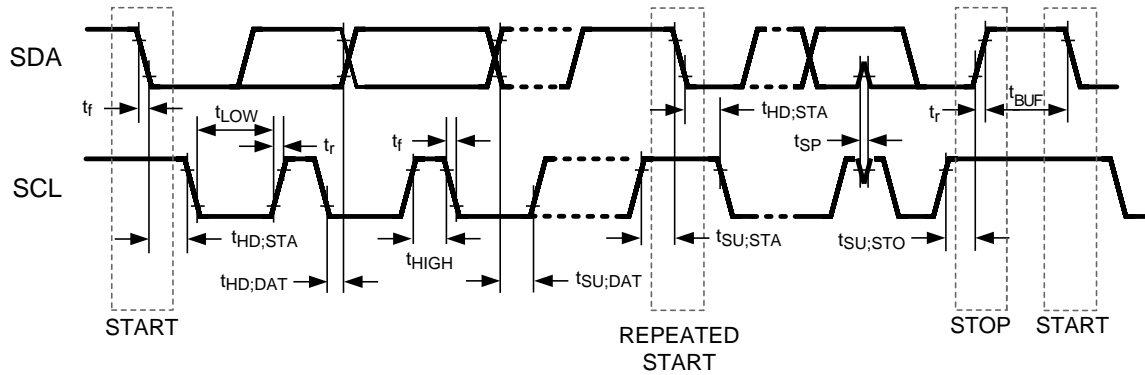 SDA
t_f
t_LOW
t_r
t_f
t_HD;STA
t_SP
t_r
t_BUF
SCL
t_HD;STA
t_HD;DAT
t_HIGH
t_SU;DAT
t_SU;STA
t_SU;STO
START
REPEATED
START
STOP
START